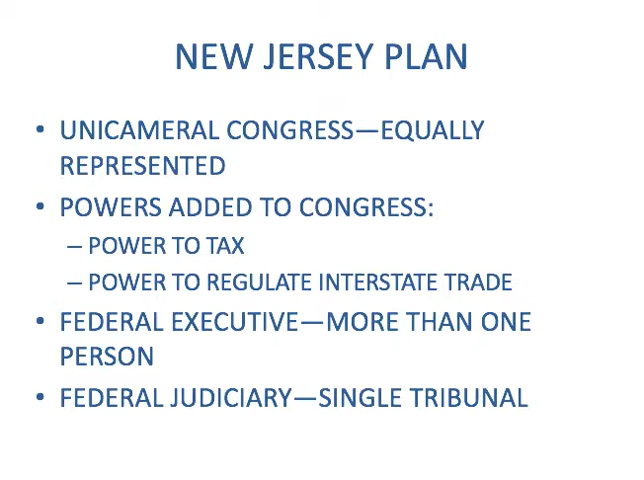 NEW JERSEY PLAN
• UNICAMERAL CONGRESS—EQUALLY
REPRESENTED
• POWERS ADDED TO CONGRESS:
– POWER TO TAX
– POWER TO REGULATE INTERSTATE TRADE
• FEDERAL EXECUTIVE—MORE THAN ONE
PERSON
• FEDERAL JUDICIARY—SINGLE TRIBUNAL